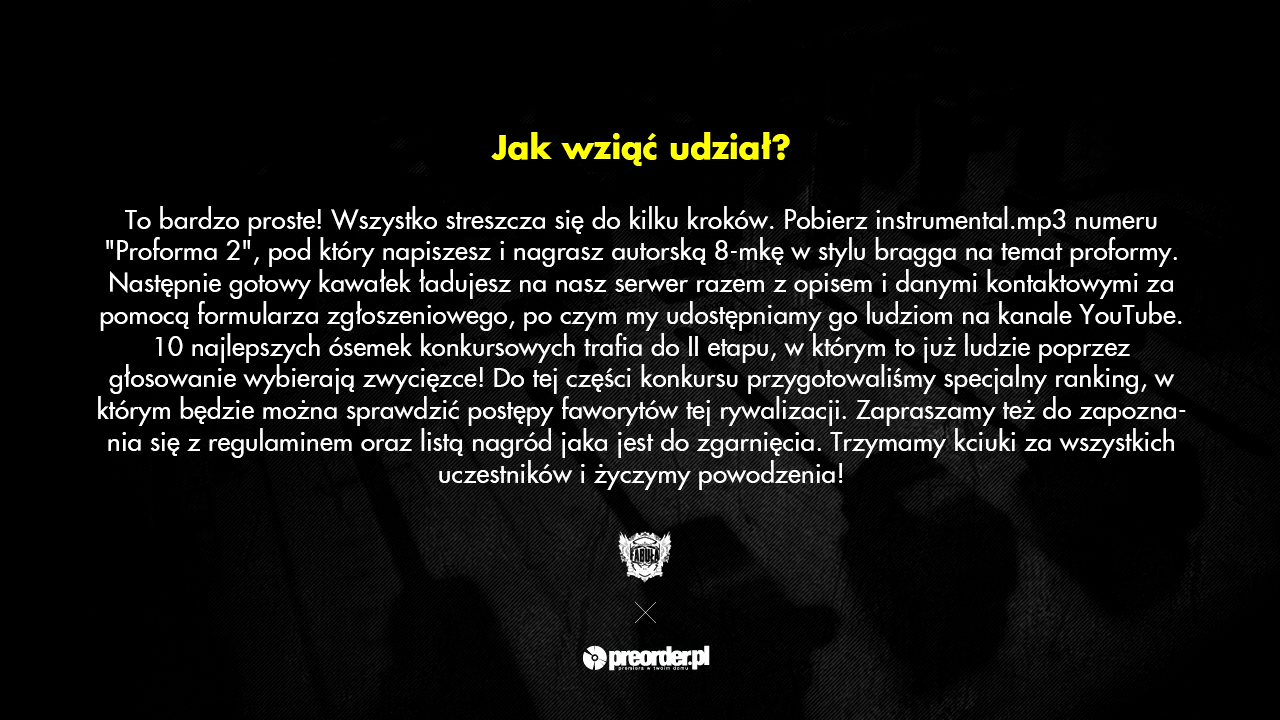 Jak wziąć udział?
To bardzo proste! Wszystko streszcza się do kilku kroków. Pobierz instrumental.mp3 numeru
"Proforma 2", pod który napiszesz i nagrasz autorską 8-mkę w stylu bragga na temat proformy.
Następnie gotowy kawałek ładujesz na nasz serwer razem z opisem i danymi kontaktowymi za
pomocą formularza zgłoszeniowego, po czym my udostępniamy go ludziom na kanale YouTube.
10 najlepszych ósemek konkursowych trafia do II etapu, w którym to już ludzie poprzez
głosowanie wybierają zwycięzce! Do tej części konkursu przygotowaliśmy specjalny ranking, w
którym będzie można sprawdzić postępy faworytów tej rywalizacji. Zapraszamy też do zapozna-
nia się z regulaminem oraz listą nagród jaka jest do zgarnięcia. Trzymamy kciuki za wszystkich
uczestników i życzymy powodzenia!
FABUŁA
preorder.pl
premiera w twoim domu